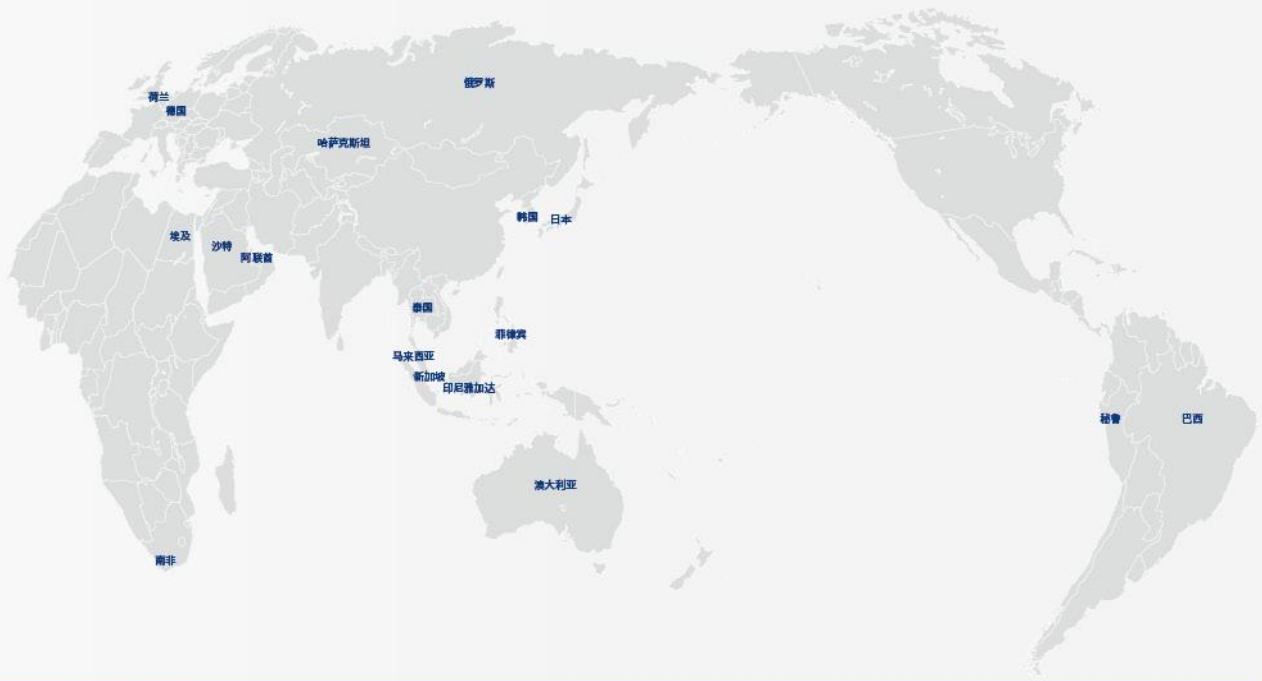 俄罗斯
荷兰
德国
哈萨克斯坦
韩国
日本
埃及
沙特
阿联酋
泰国
菲律宾
马来西亚
新加坡
印尼雅加达
秘鲁
巴西
澳大利亚
南非